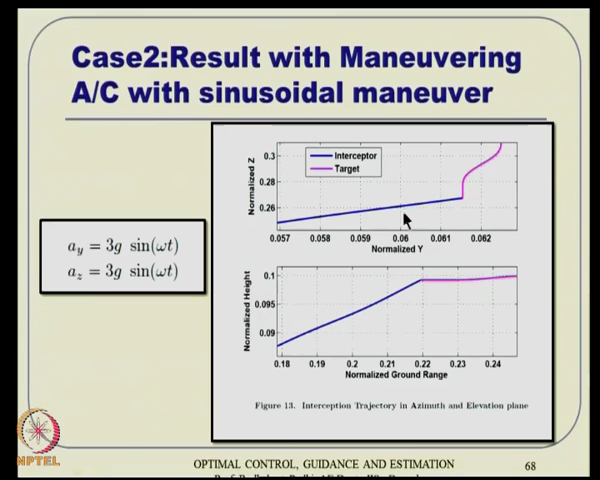 Case2:Result with Maneuvering
A/C with sinusoidal maneuver
a_y = 3g sin(ωt)
a_z = 3g sin(ωt)
Interceptor
Target
Normalized Z
0.3
0.28
0.26
0.057 0.058 0.059 0.06 0.061 0.062
Normalized Y
Normalized Height
0.1
0.095
0.09
0.18 0.19 0.2 0.21 0.22 0.23 0.24
Normalized Ground Range
Figure 13. Interception Trajectory in Azimuth and Elevation plane
NPTEL
OPTIMAL CONTROL, GUIDANCE AND ESTIMATION
68